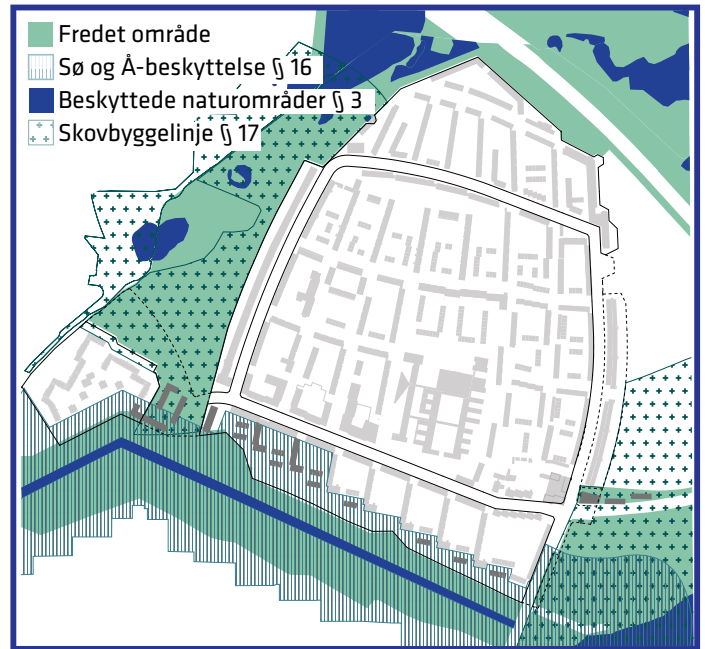 Fredet område
Sø og Å-beskyttelse § 16
Beskyttede naturområder § 3
Skovbyggelinje § 17